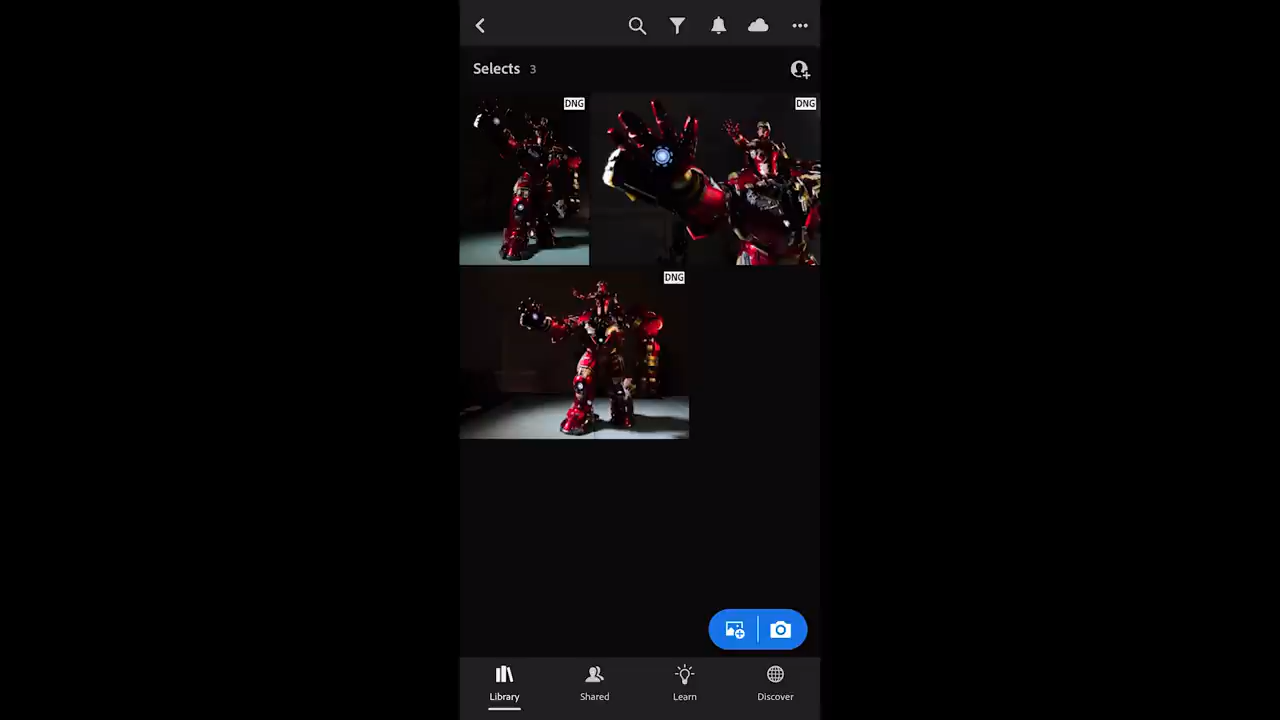 Selects 3
DNG
DNG
DNG
Library
Shared
Learn
Discover